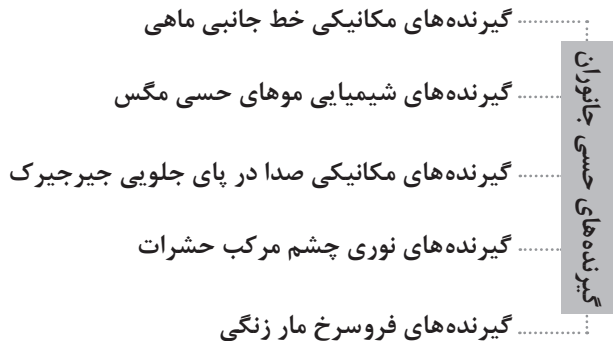 گیرنده‌های حسی جانوران
گیرنده‌های مکانیکی خط جانبی ماهی
گیرنده‌های شیمیایی موهای حسی مگس
گیرنده‌های مکانیکی صدا در پای جلویی جیرجیرک
گیرنده‌های نوری چشم مرکب حشرات
گیرنده‌های فروسرخ مار زنگی